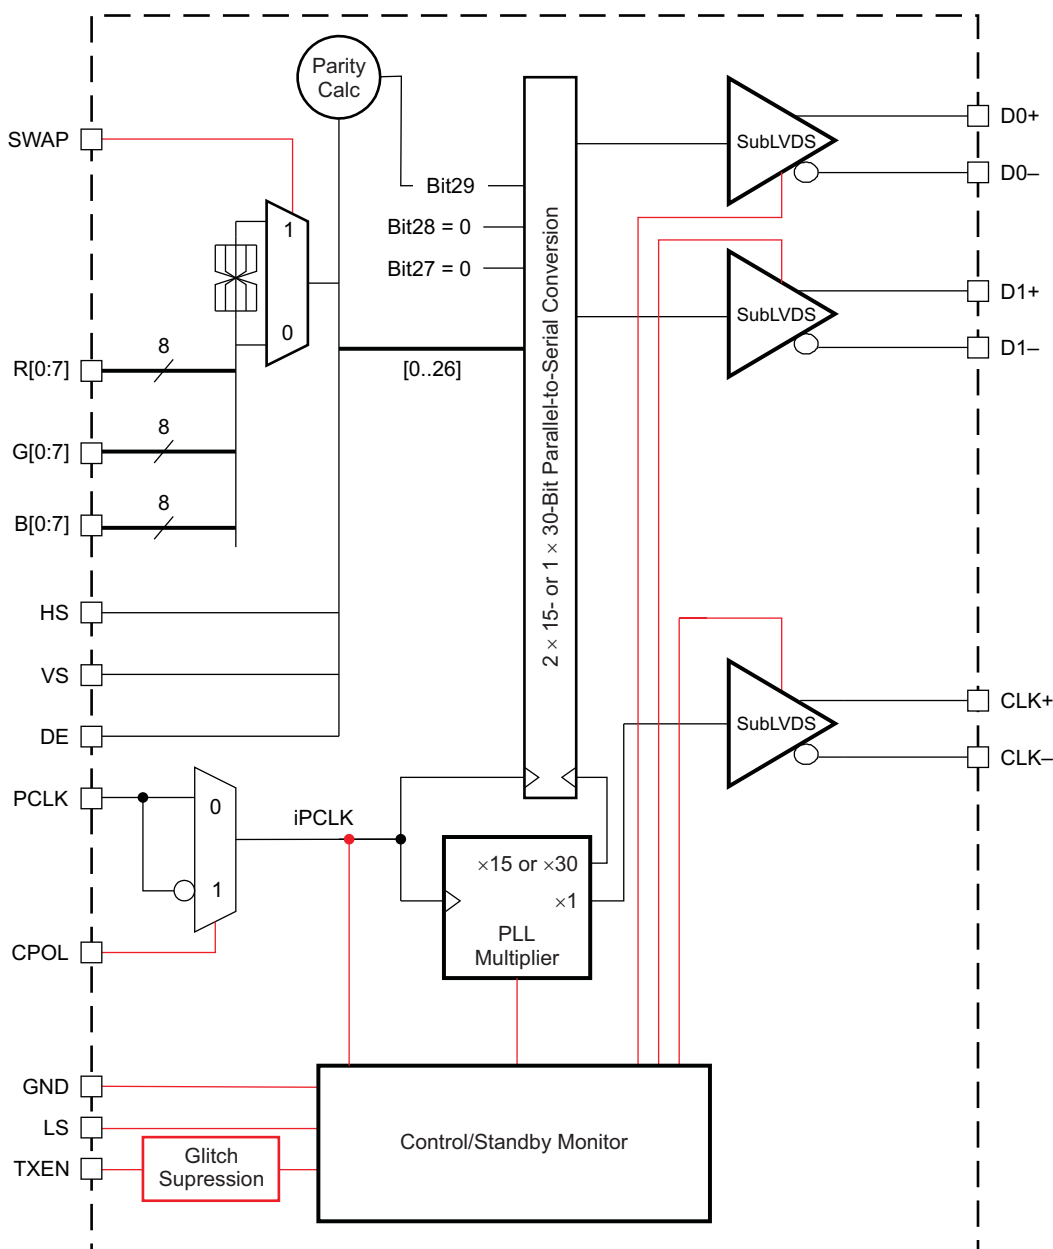 Parity
Calc
SWAP
Bit29
Bit28 = 0
Bit27 = 0
1
0
R[0:7]
8
[0..26]
G[0:7]
8
B[0:7]
8
HS
VS
DE
2 × 15- or 1 × 30-Bit Parallel-to-Serial Conversion
SubLVDS
D0+
D0–
SubLVDS
D1+
D1–
SubLVDS
CLK+
CLK–
PCLK
0
1
iPCLK
CPOL
×15 or ×30
×1
PLL
Multiplier
GND
LS
TXEN
Glitch
Supression
Control/Standby Monitor